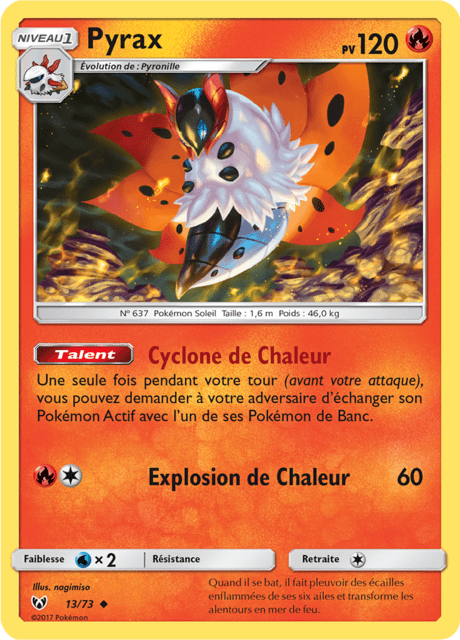 NIVEAU 1
Pyrax
PV 120
Évolution de : Pyronille
N° 637 Pokémon Soleil Taille : 1,6 m Poids : 46,0 kg
Talent Cyclone de Chaleur
Une seule fois pendant votre tour (avant votre attaque),
vous pouvez demander à votre adversaire d'échanger son
Pokémon Actif avec l'un de ses Pokémon de Banc.
Explosion de Chaleur 60
Faiblesse × 2 Résistance Retraite
Illus. nagimiso
13/73
©2017 Pokémon
Quand il se bat, il fait pleuvoir des écailles
enflammées de ses six ailes et transforme les
alentours en mer de feu.